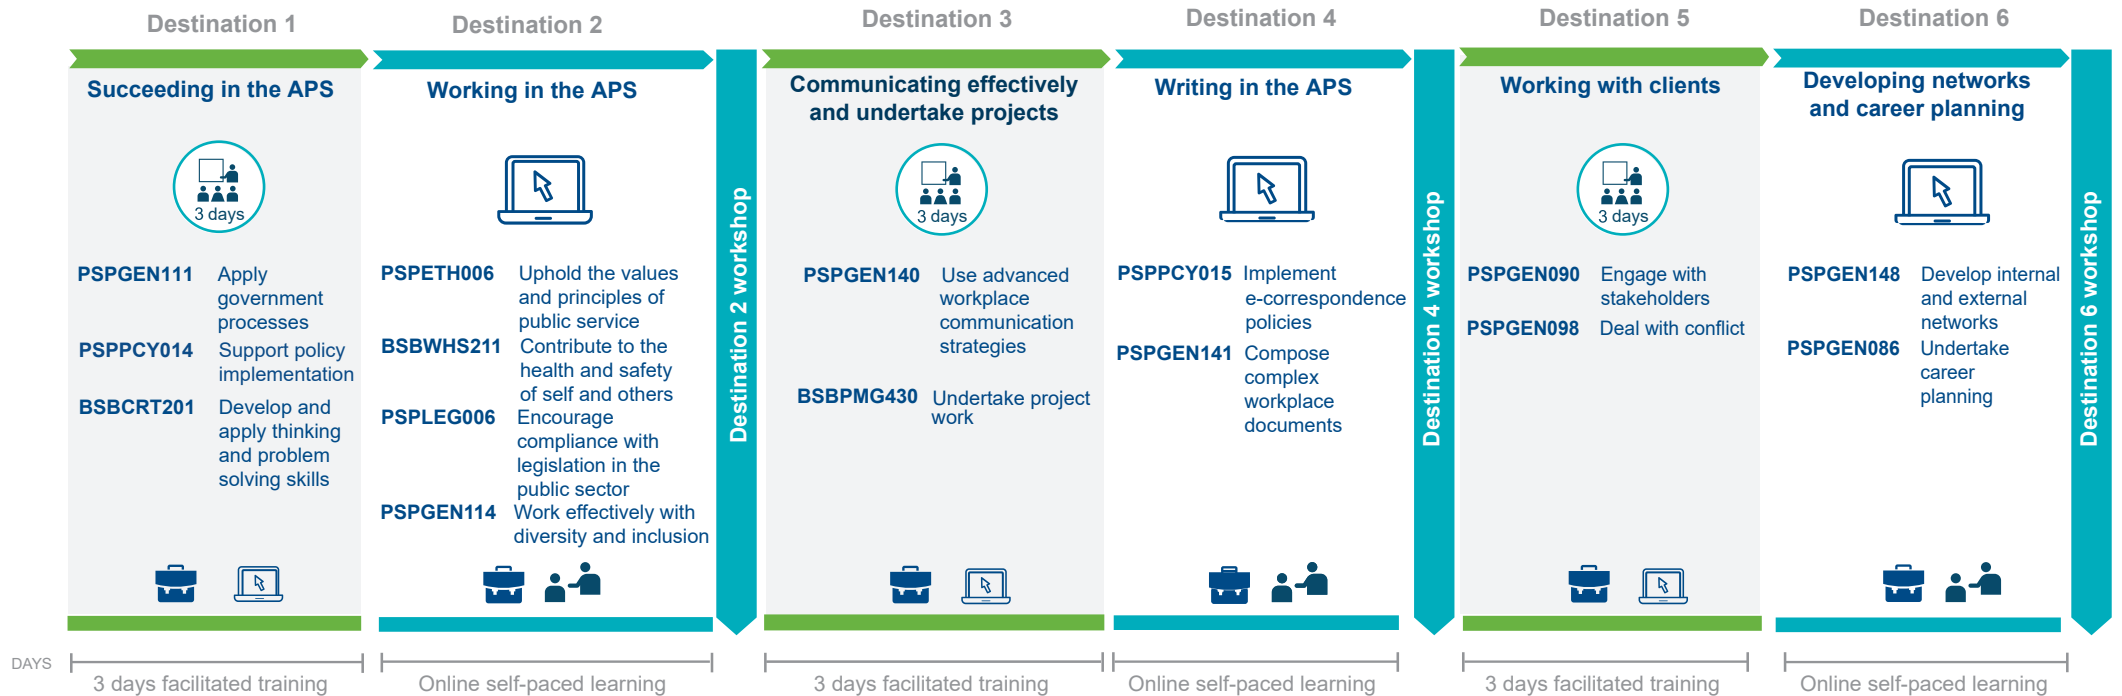 Destination 1
Succeeding in the APS
3 days
PSPGEN111 Apply
government
processes
PSPPCY014 Support policy
implementation
BSBCRT201 Develop and
apply thinking
and problem
solving skills
Destination 2
Working in the APS
PSPETH006 Uphold the values
and principles of
public service
BSBWHS211 Contribute to the
health and safety
of self and others
PSPLEG006 Encourage
compliance with
legislation in the
public sector
PSPGEN114 Work effectively with
diversity and inclusion
Destination 2 workshop
Destination 3
Communicating effectively
and undertake projects
3 days
PSPGEN140 Use advanced
workplace
communication
strategies
BSBPMG430 Undertake project
work
Destination 4
Writing in the APS
PSPPCY015 Implement
e-correspondence
policies
PSPGEN141 Compose
complex
workplace
documents
Destination 4 workshop
Destination 5
Working with clients
3 days
PSPGEN090 Engage with
stakeholders
PSPGEN098 Deal with conflict
Destination 6
Developing networks
and career planning
PSPGEN148 Develop internal
and external
networks
PSPGEN086 Undertake
career
planning
Destination 6 workshop
DAYS
3 days facilitated training
Online self-paced learning
3 days facilitated training
Online self-paced learning
3 days facilitated training
Online self-paced learning